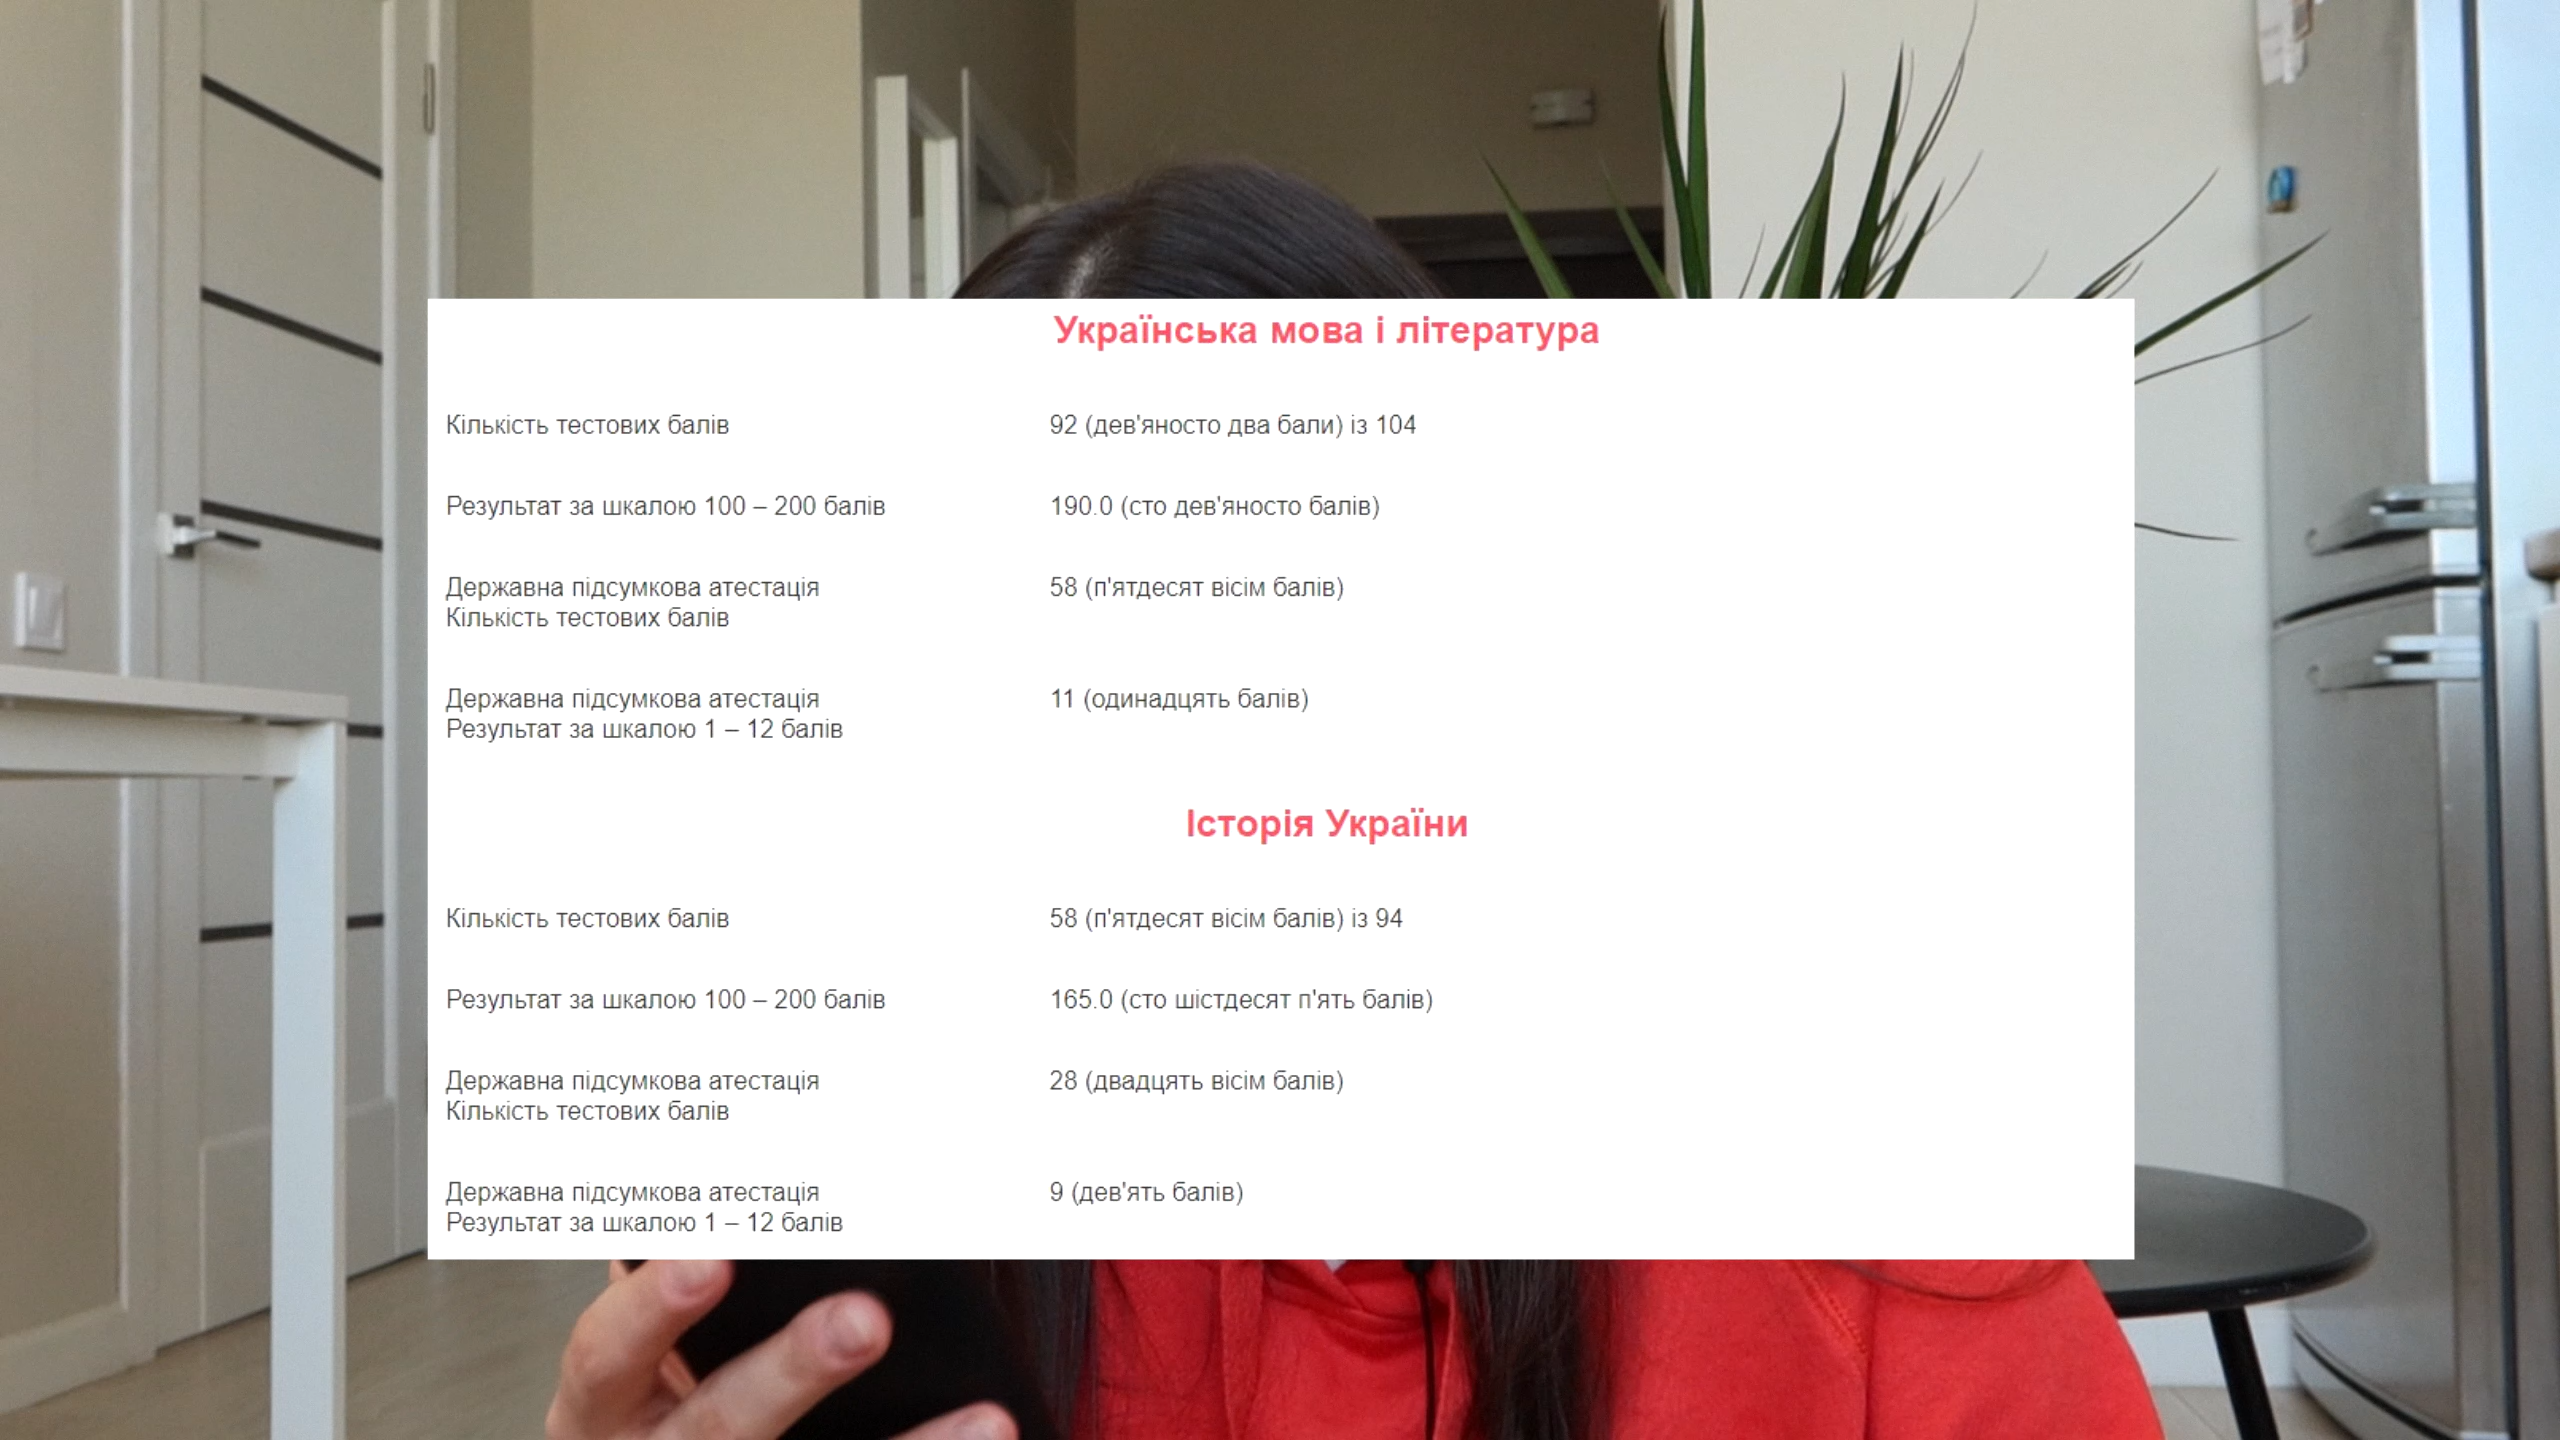 Українська мова і література
Кількість тестових балів 92 (дев'яносто два бали) із 104
Результат за шкалою 100 – 200 балів 190.0 (сто дев'яносто балів)
Державна підсумкова атестація 58 (п'ятдесят вісім балів)
Кількість тестових балів
Державна підсумкова атестація 11 (одинадцять балів)
Результат за шкалою 1 – 12 балів
Історія України
Кількість тестових балів 58 (п'ятдесят вісім балів) із 94
Результат за шкалою 100 – 200 балів 165.0 (сто шістдесят п'ять балів)
Державна підсумкова атестація 28 (двадцять вісім балів)
Кількість тестових балів
Державна підсумкова атестація 9 (дев'ять балів)
Результат за шкалою 1 – 12 балів